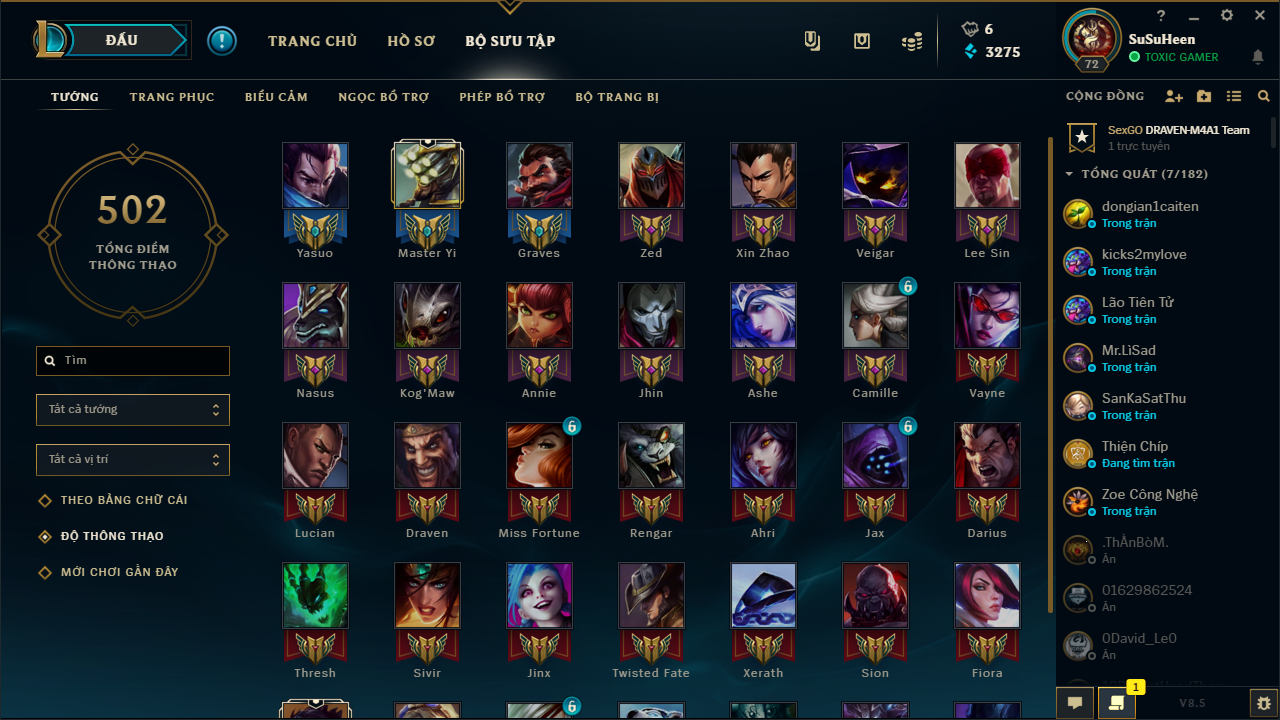 ĐẤU
!
TRANG CHỦ
HỒ SƠ
BỘ SƯU TẬP
6
3275
72
SuSuHeen
TOXIC GAMER
TƯỚNG
TRANG PHỤC
BIỂU CẢM
NGỌC BỔ TRỢ
PHÉP BỔ TRỢ
BỘ TRANG BỊ
502
TỔNG ĐIỂM
THÔNG THẠO
Tìm
Tất cả tướng
Tất cả vị trí
THEO BẢNG CHỮ CÁI
ĐỘ THÔNG THẠO
MỚI CHƠI GẦN ĐÂY
Yasuo
Master Yi
Graves
Zed
Xin Zhao
Veigar
Lee Sin
6
Nasus
Kog'Maw
Annie
Jhin
Ashe
Camille
Vayne
6
6
Lucian
Draven
Miss Fortune
Rengar
Ahri
Jax
Darius
Thresh
Sivir
Jinx
Twisted Fate
Xerath
Sion
Fiora
6
CỘNG ĐỒNG
SexGO DRAVEN-M4A1 Team
1 trực tuyến
TỔNG QUÁT (7/182)
dongian1caiten
Trong trận
kicks2mylove
Trong trận
Lão Tiên Tử
Trong trận
Mr.LìSad
Trong trận
SanKaSatThu
Trong trận
Thiện Chíp
Đang tìm trận
Zoe Công Nghệ
Trong trận
.ThẦnBòM.
Ẩn
01629862524
Ẩn
0David_Le0
Ẩn
1
V8.5